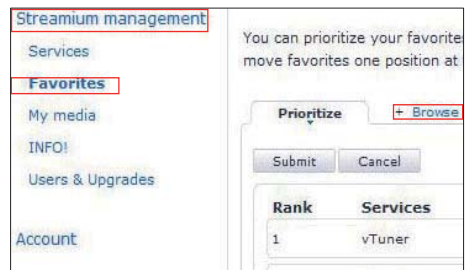 Streamium management
Services
Favorites
My media
INFO!
Users & Upgrades
Account
You can prioritize your favorite
move favorites one position at
Prioritize
+ Browse
Submit Cancel
Rank Services
1 vTuner